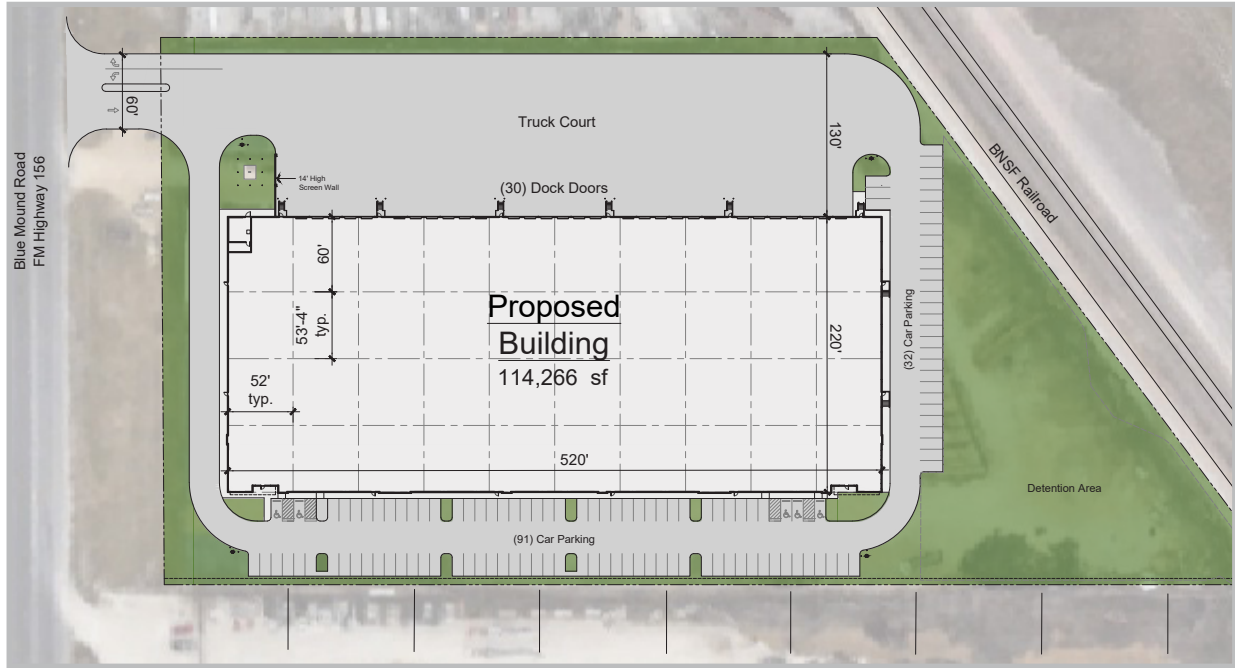 Blue Mound Road
FM Highway 156
60'
Truck Court
130'
BNSF Railroad
14' High
Screen Wall
(30) Dock Doors
60'
53'-4"
typ.
Proposed
Building
114,266 sf
220'
(32) Car Parking
52'
typ.
520'
Detention Area
(91) Car Parking